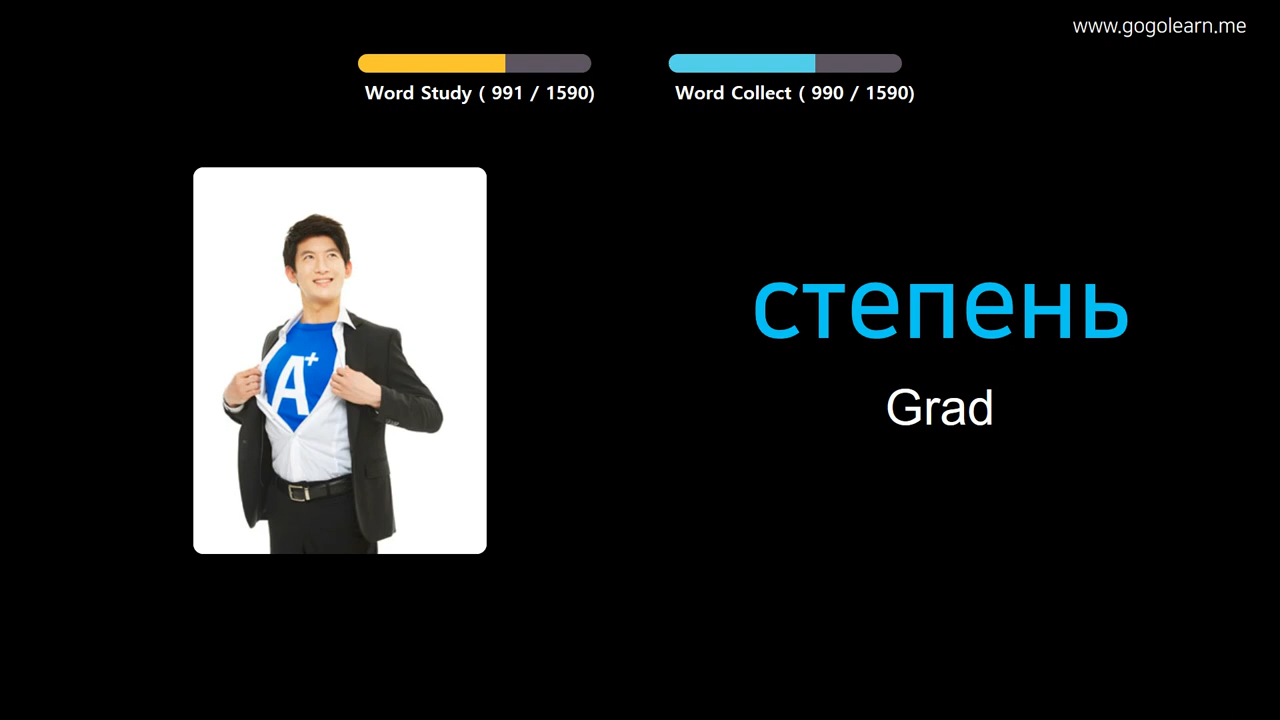 www.gogolearn.me
Word Study ( 991 / 1590)
Word Collect ( 990 / 1590)
A+
степень
Grad